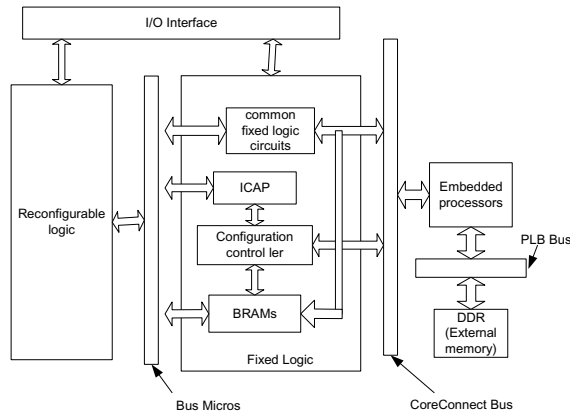 I/O Interface
common
fixed logic
circuits
ICAP
Reconfigurable
logic
Embedded
processors
Configuration
control ler
PLB Bus
BRAMs
DDR
(External
memory)
Fixed Logic
Bus Micros
CoreConnect Bus